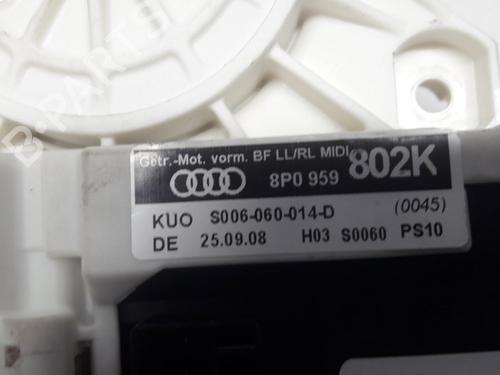 B-PARTS
Getr.-Mot. vorm. BF LL/RL MIDI
8P0 959 802K
KUO S006-060-014-D (0045)
DE 25.09.08 H03 S0060 PS10